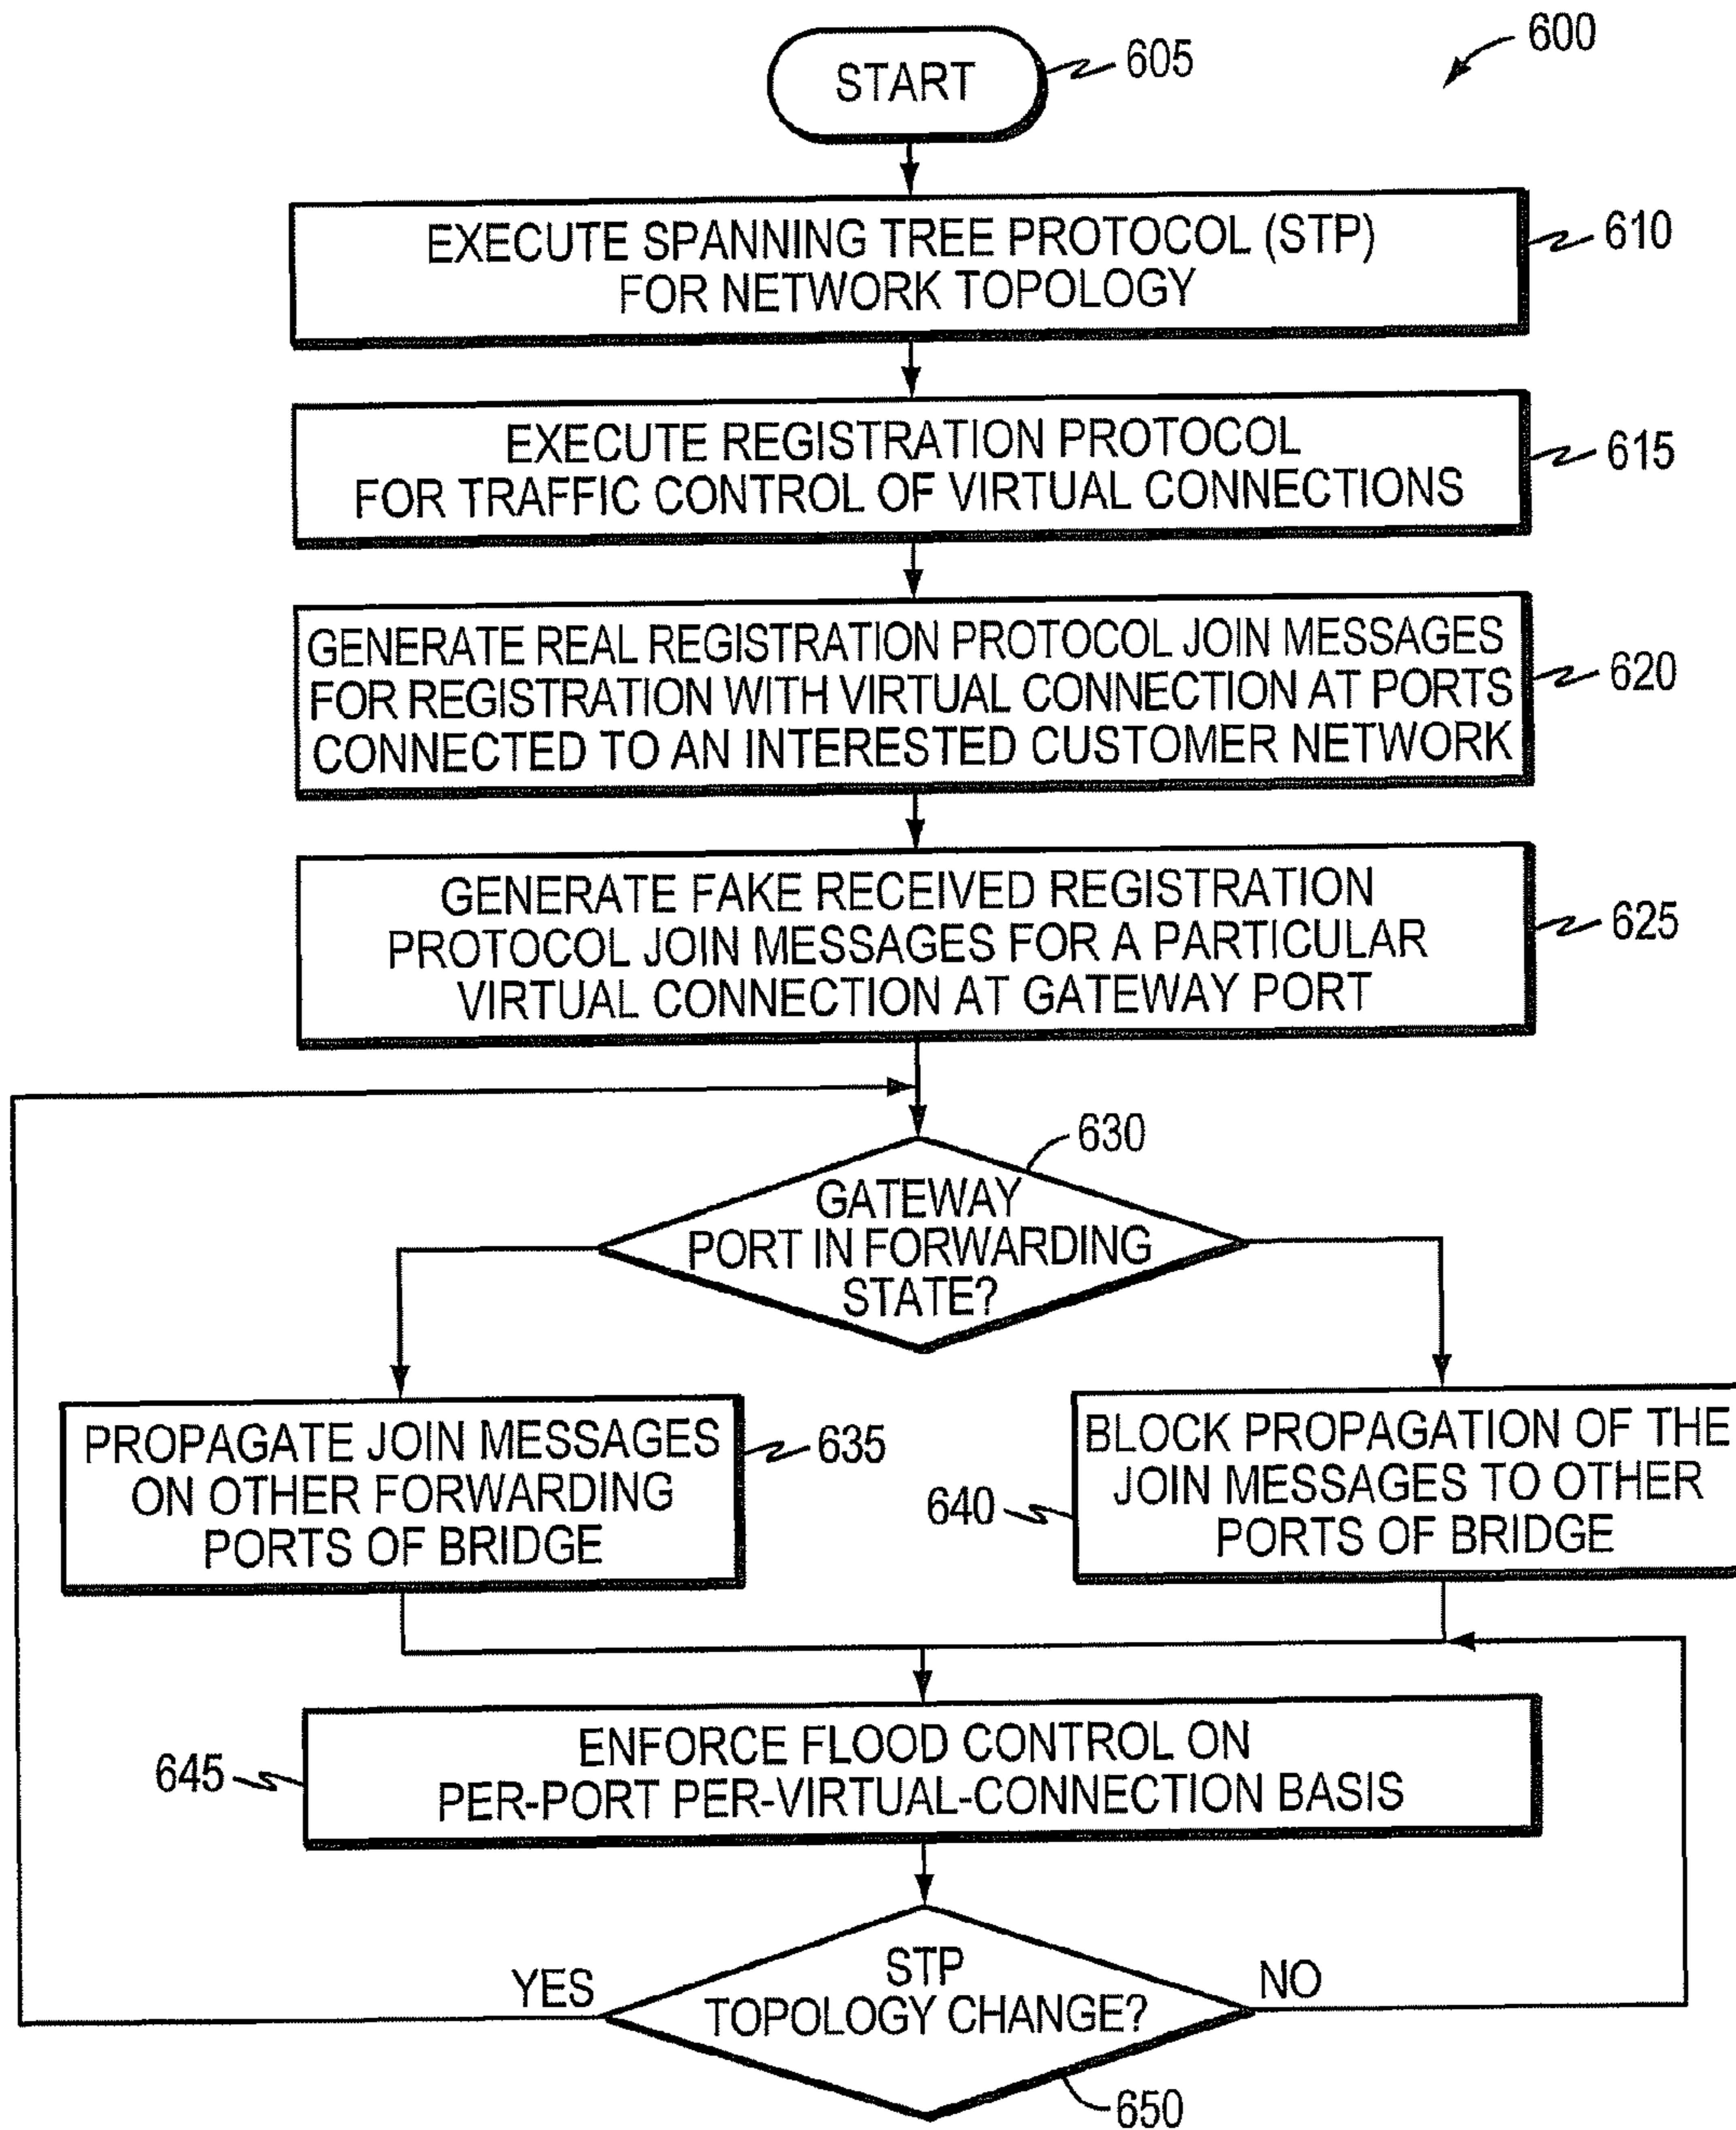 600
START
605
EXECUTE SPANNING TREE PROTOCOL (STP)
FOR NETWORK TOPOLOGY
610
EXECUTE REGISTRATION PROTOCOL
FOR TRAFFIC CONTROL OF VIRTUAL CONNECTIONS
615
GENERATE REAL REGISTRATION PROTOCOL JOIN MESSAGES
FOR REGISTRATION WITH VIRTUAL CONNECTION AT PORTS
CONNECTED TO AN INTERESTED CUSTOMER NETWORK
620
GENERATE FAKE RECEIVED REGISTRATION
PROTOCOL JOIN MESSAGES FOR A PARTICULAR
VIRTUAL CONNECTION AT GATEWAY PORT
625
630
GATEWAY
PORT IN FORWARDING
STATE?
PROPAGATE JOIN MESSAGES
ON OTHER FORWARDING
PORTS OF BRIDGE
635
BLOCK PROPAGATION OF THE
JOIN MESSAGES TO OTHER
PORTS OF BRIDGE
640
ENFORCE FLOOD CONTROL ON
PER-PORT PER-VIRTUAL-CONNECTION BASIS
645
YES
STP
TOPOLOGY CHANGE?
NO
650